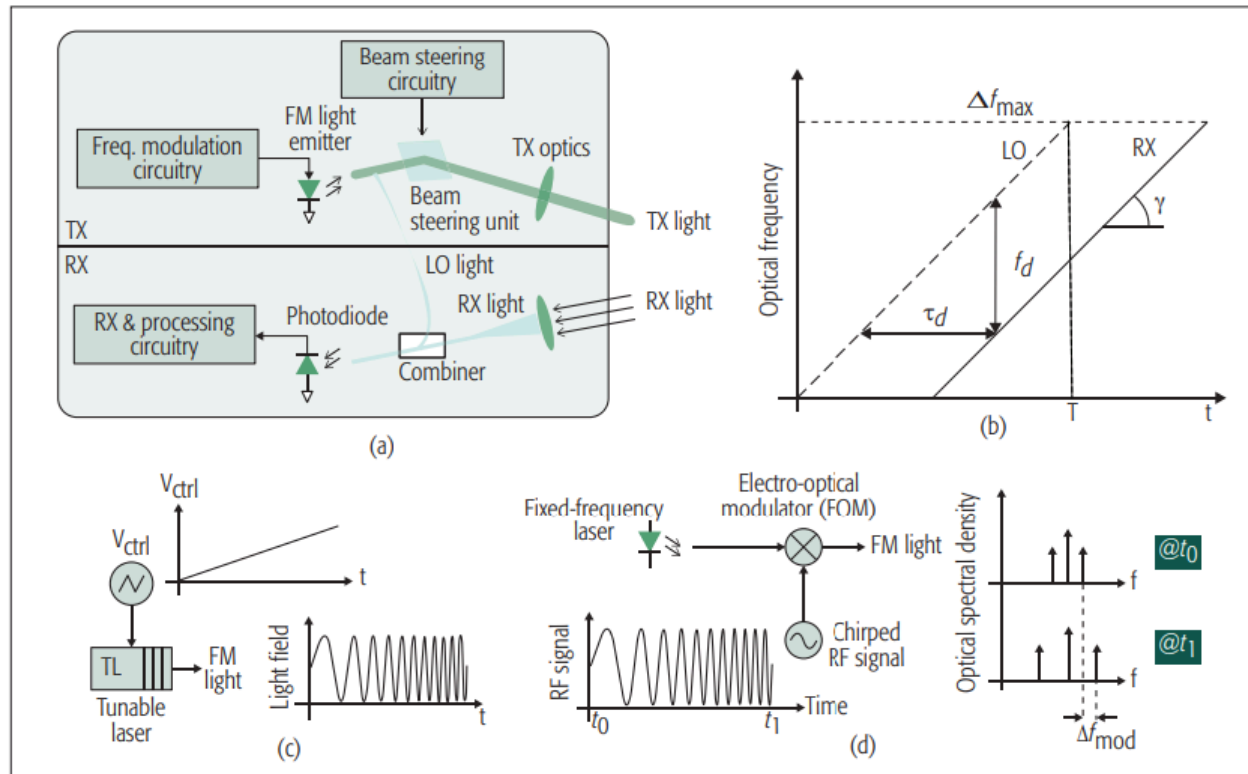 Beam steering
circuitry
FM light
emitter
Freq. modulation
circuitry
TX optics
Beam
steering unit
TX light
TX
RX
LO light
RX light
RX light
Photodiode
RX & processing
circuitry
Combiner
(a)
Δfmax
LO
RX
Optical frequency
γ
fd
τd
T
t
(b)
Vctrl
Vctrl
t
TL
FM
light
Tunable
laser
Light field
t
(c)
Fixed-frequency
laser
Electro-optical
modulator (FOM)
FM light
RF signal
Chirped
RF signal
t0
t1
Time
(d)
Optical spectral density
@t0
f
@t1
f
Δfmod